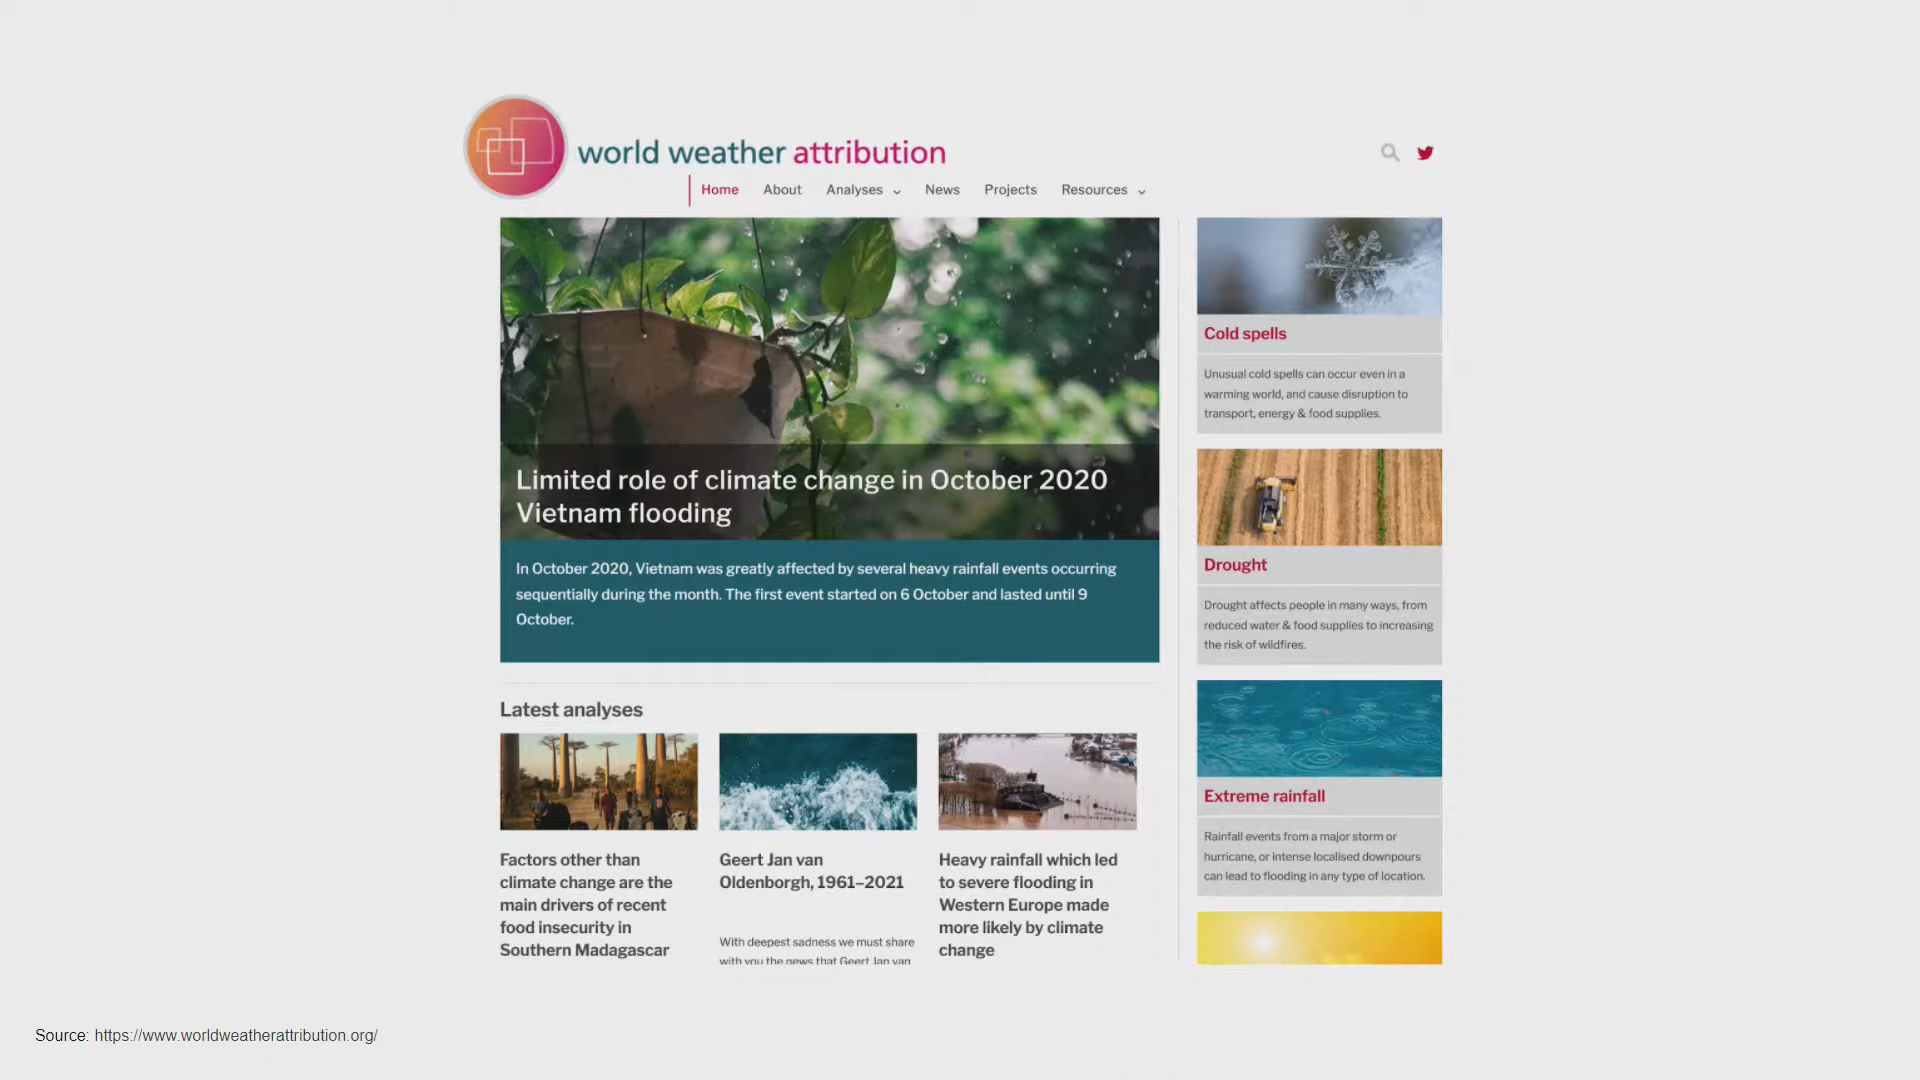 world weather attribution
Home About Analyses News Projects Resources
Limited role of climate change in October 2020
Vietnam flooding
In October 2020, Vietnam was greatly affected by several heavy rainfall events occurring
sequentially during the month. The first event started on 6 October and lasted until 9
October.
Latest analyses
Factors other than
climate change are the
main drivers of recent
food insecurity in
Southern Madagascar
Geert Jan van
Oldenborgh, 1961–2021
With deepest sadness we must share
with you the news that Geert Jan van
Heavy rainfall which led
to severe flooding in
Western Europe made
more likely by climate
change
Cold spells
Unusual cold spells can occur even in a
warming world, and cause disruption to
transport, energy & food supplies.
Drought
Drought affects people in many ways, from
reduced water & food supplies to increasing
the risk of wildfires.
Extreme rainfall
Rainfall events from a major storm or
hurricane, or intense localised downpours
can lead to flooding in any type of location.
Source: https://www.worldweatherattribution.org/